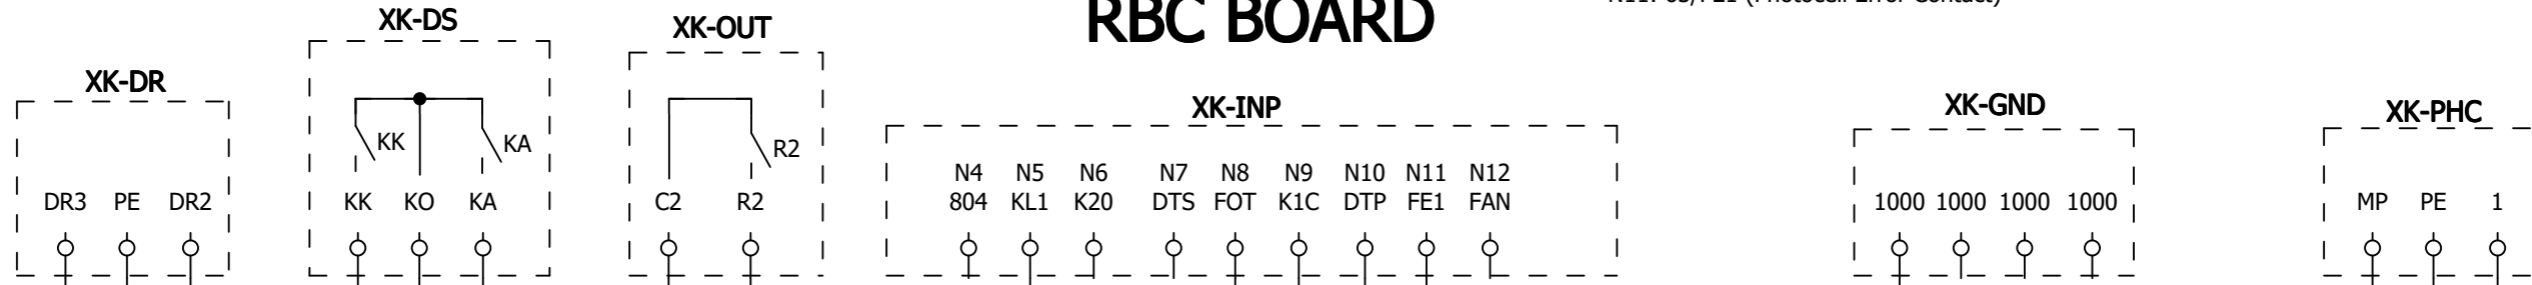 RBC BOARD
XK-DR
DR3 PE DR2
XK-DS
KK KA
KK KO KA
XK-OUT
R2
C2 R2
XK-INP
N4 N5 N6 N7 N8 N9 N10 N11 N12
804 KL1 K20 DTS FOT K1C DTP FE1 FAN
XK-GND
1000 1000 1000 1000
XK-PHC
MP PE 1